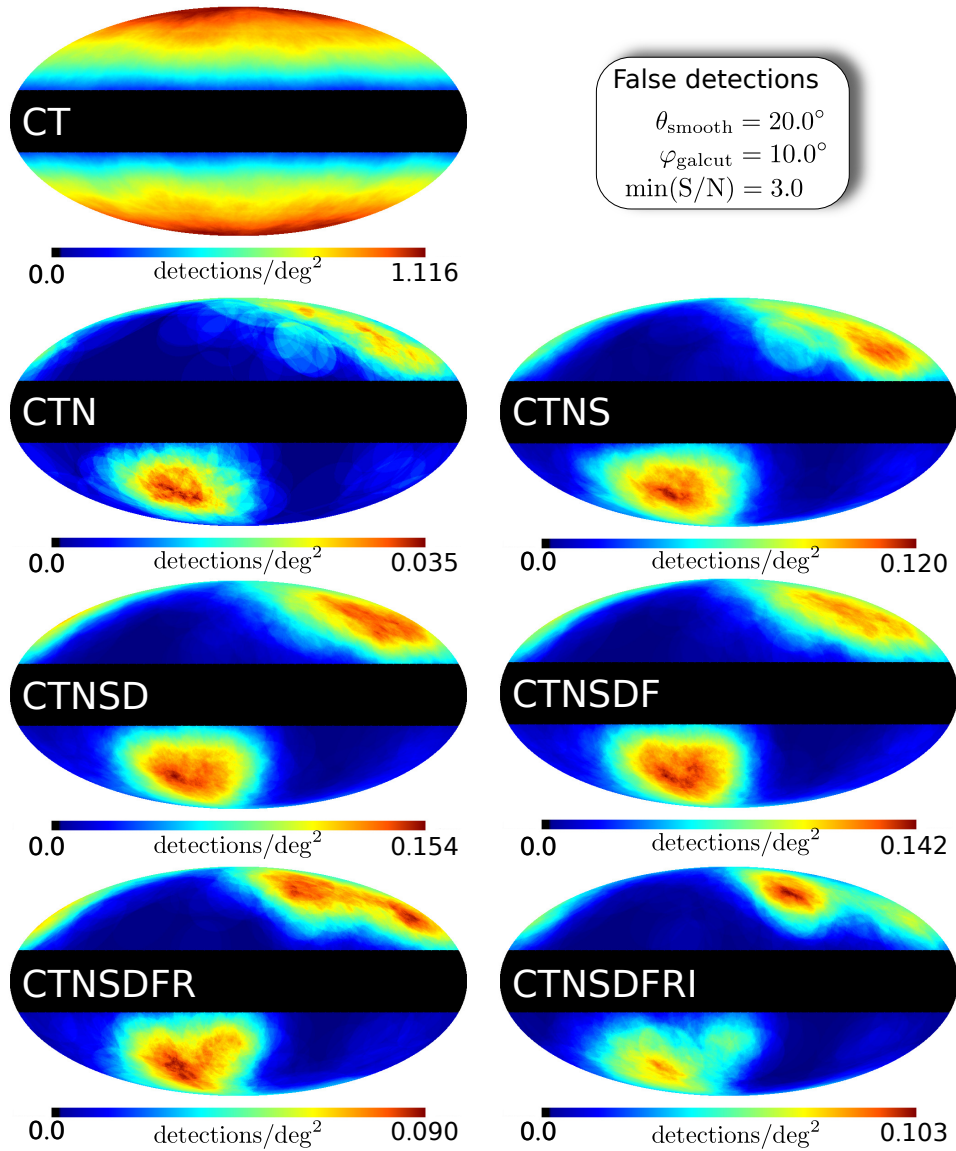 False detections
θ_smooth = 20.0°
φ_galcut = 10.0°
min(S/N) = 3.0
CT
0.0 detections/deg² 1.116
CTN
0.0 detections/deg² 0.035
CTNS
0.0 detections/deg² 0.120
CTNSD
0.0 detections/deg² 0.154
CTNSDF
0.0 detections/deg² 0.142
CTNSDFR
0.0 detections/deg² 0.090
CTNSDFRI
0.0 detections/deg² 0.103